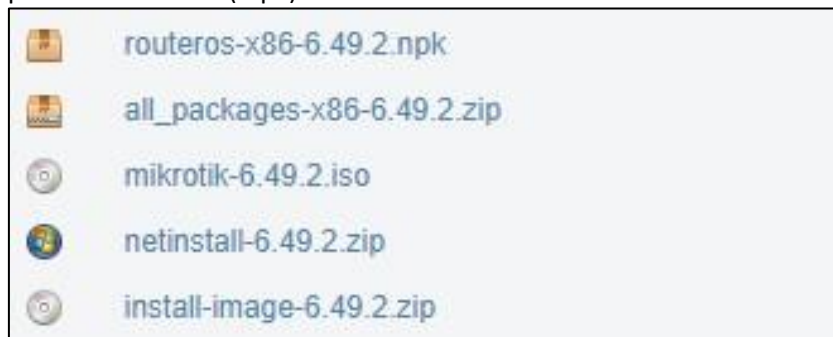 routeros-x86-6.49.2.npk
all_packages-x86-6.49.2.zip
mikrotik-6.49.2.iso
netinstall-6.49.2.zip
install-image-6.49.2.zip